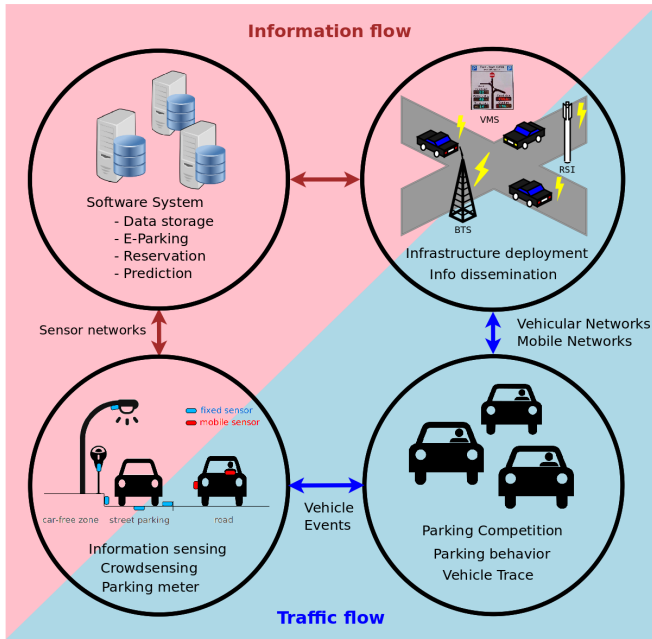 Information flow
VMS
RSI
BTS
Software System
- Data storage
- E-Parking
- Reservation
- Prediction
Infrastructure deployment
Info dissemination
Sensor networks
Vehicular Networks
Mobile Networks
fixed sensor
mobile sensor
car-free zone
street parking
road
Information sensing
Crowdsensing
Parking meter
Vehicle
Events
Parking Competition
Parking behavior
Vehicle Trace
Traffic flow